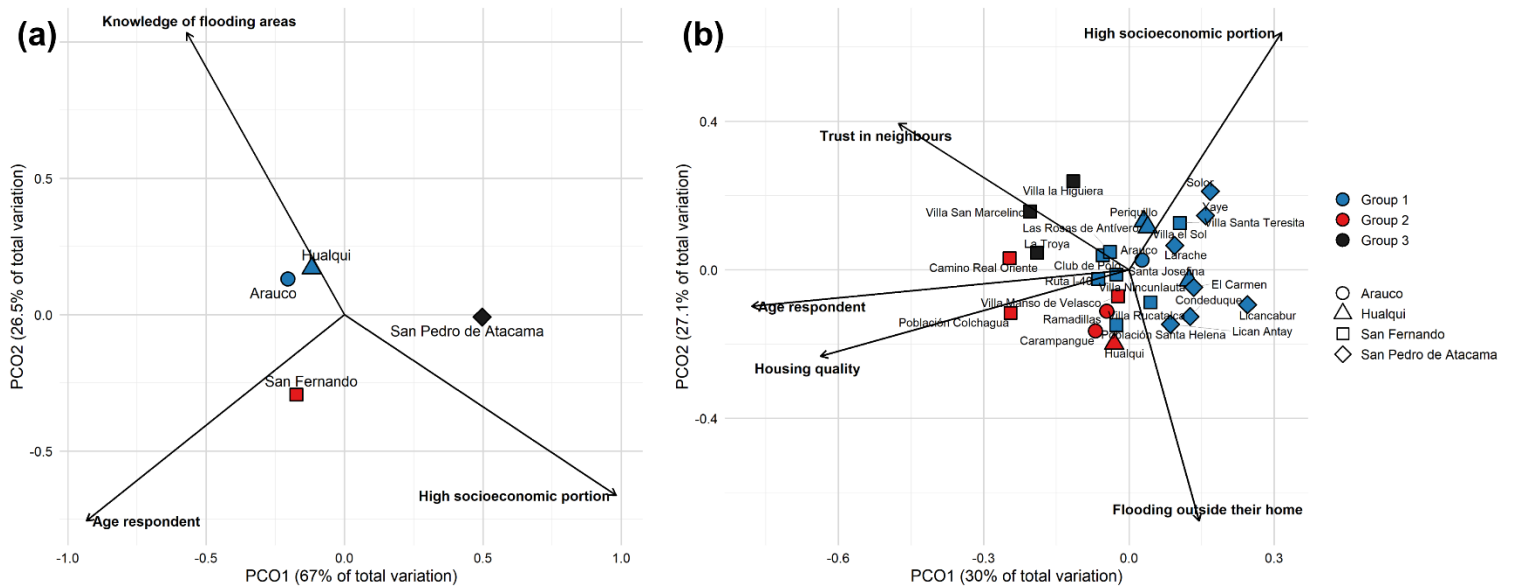 (a)
Knowledge of flooding areas
Hualqui
Arauco
San Pedro de Atacama
San Fernando
High socioeconomic portion
Age respondent
0.5
0.0
-0.5
-1.0
-0.5
0.0
0.5
1.0
PCO2 (26.5% of total variation)
PCO1 (67% of total variation)
(b)
High socioeconomic portion
Trust in neighbours
Solor
Villa la Higuiera
Xaye
Villa San Marcelino
Periquillo
Villa Santa Teresita
Las Rosas de Antívero
Villa el Sol
La Troya
Arauco
Larache
Camino Real Oriente
Club de Polo
Santa Josefina
Ruta I-40
Villa Nincunlauta
El Carmen
Age respondent
Villa Manso de Velasco
Condeduque
Población Colchagua
Ramadillas
Villa Rucatalca
Licancabur
Carampangue
Población Santa Helena
Lican Antay
Hualqui
Housing quality
Flooding outside their home
0.4
0.0
-0.4
-0.6
-0.3
0.0
0.3
PCO2 (27.1% of total variation)
PCO1 (30% of total variation)
Group 1
Group 2
Group 3
Arauco
Hualqui
San Fernando
San Pedro de Atacama